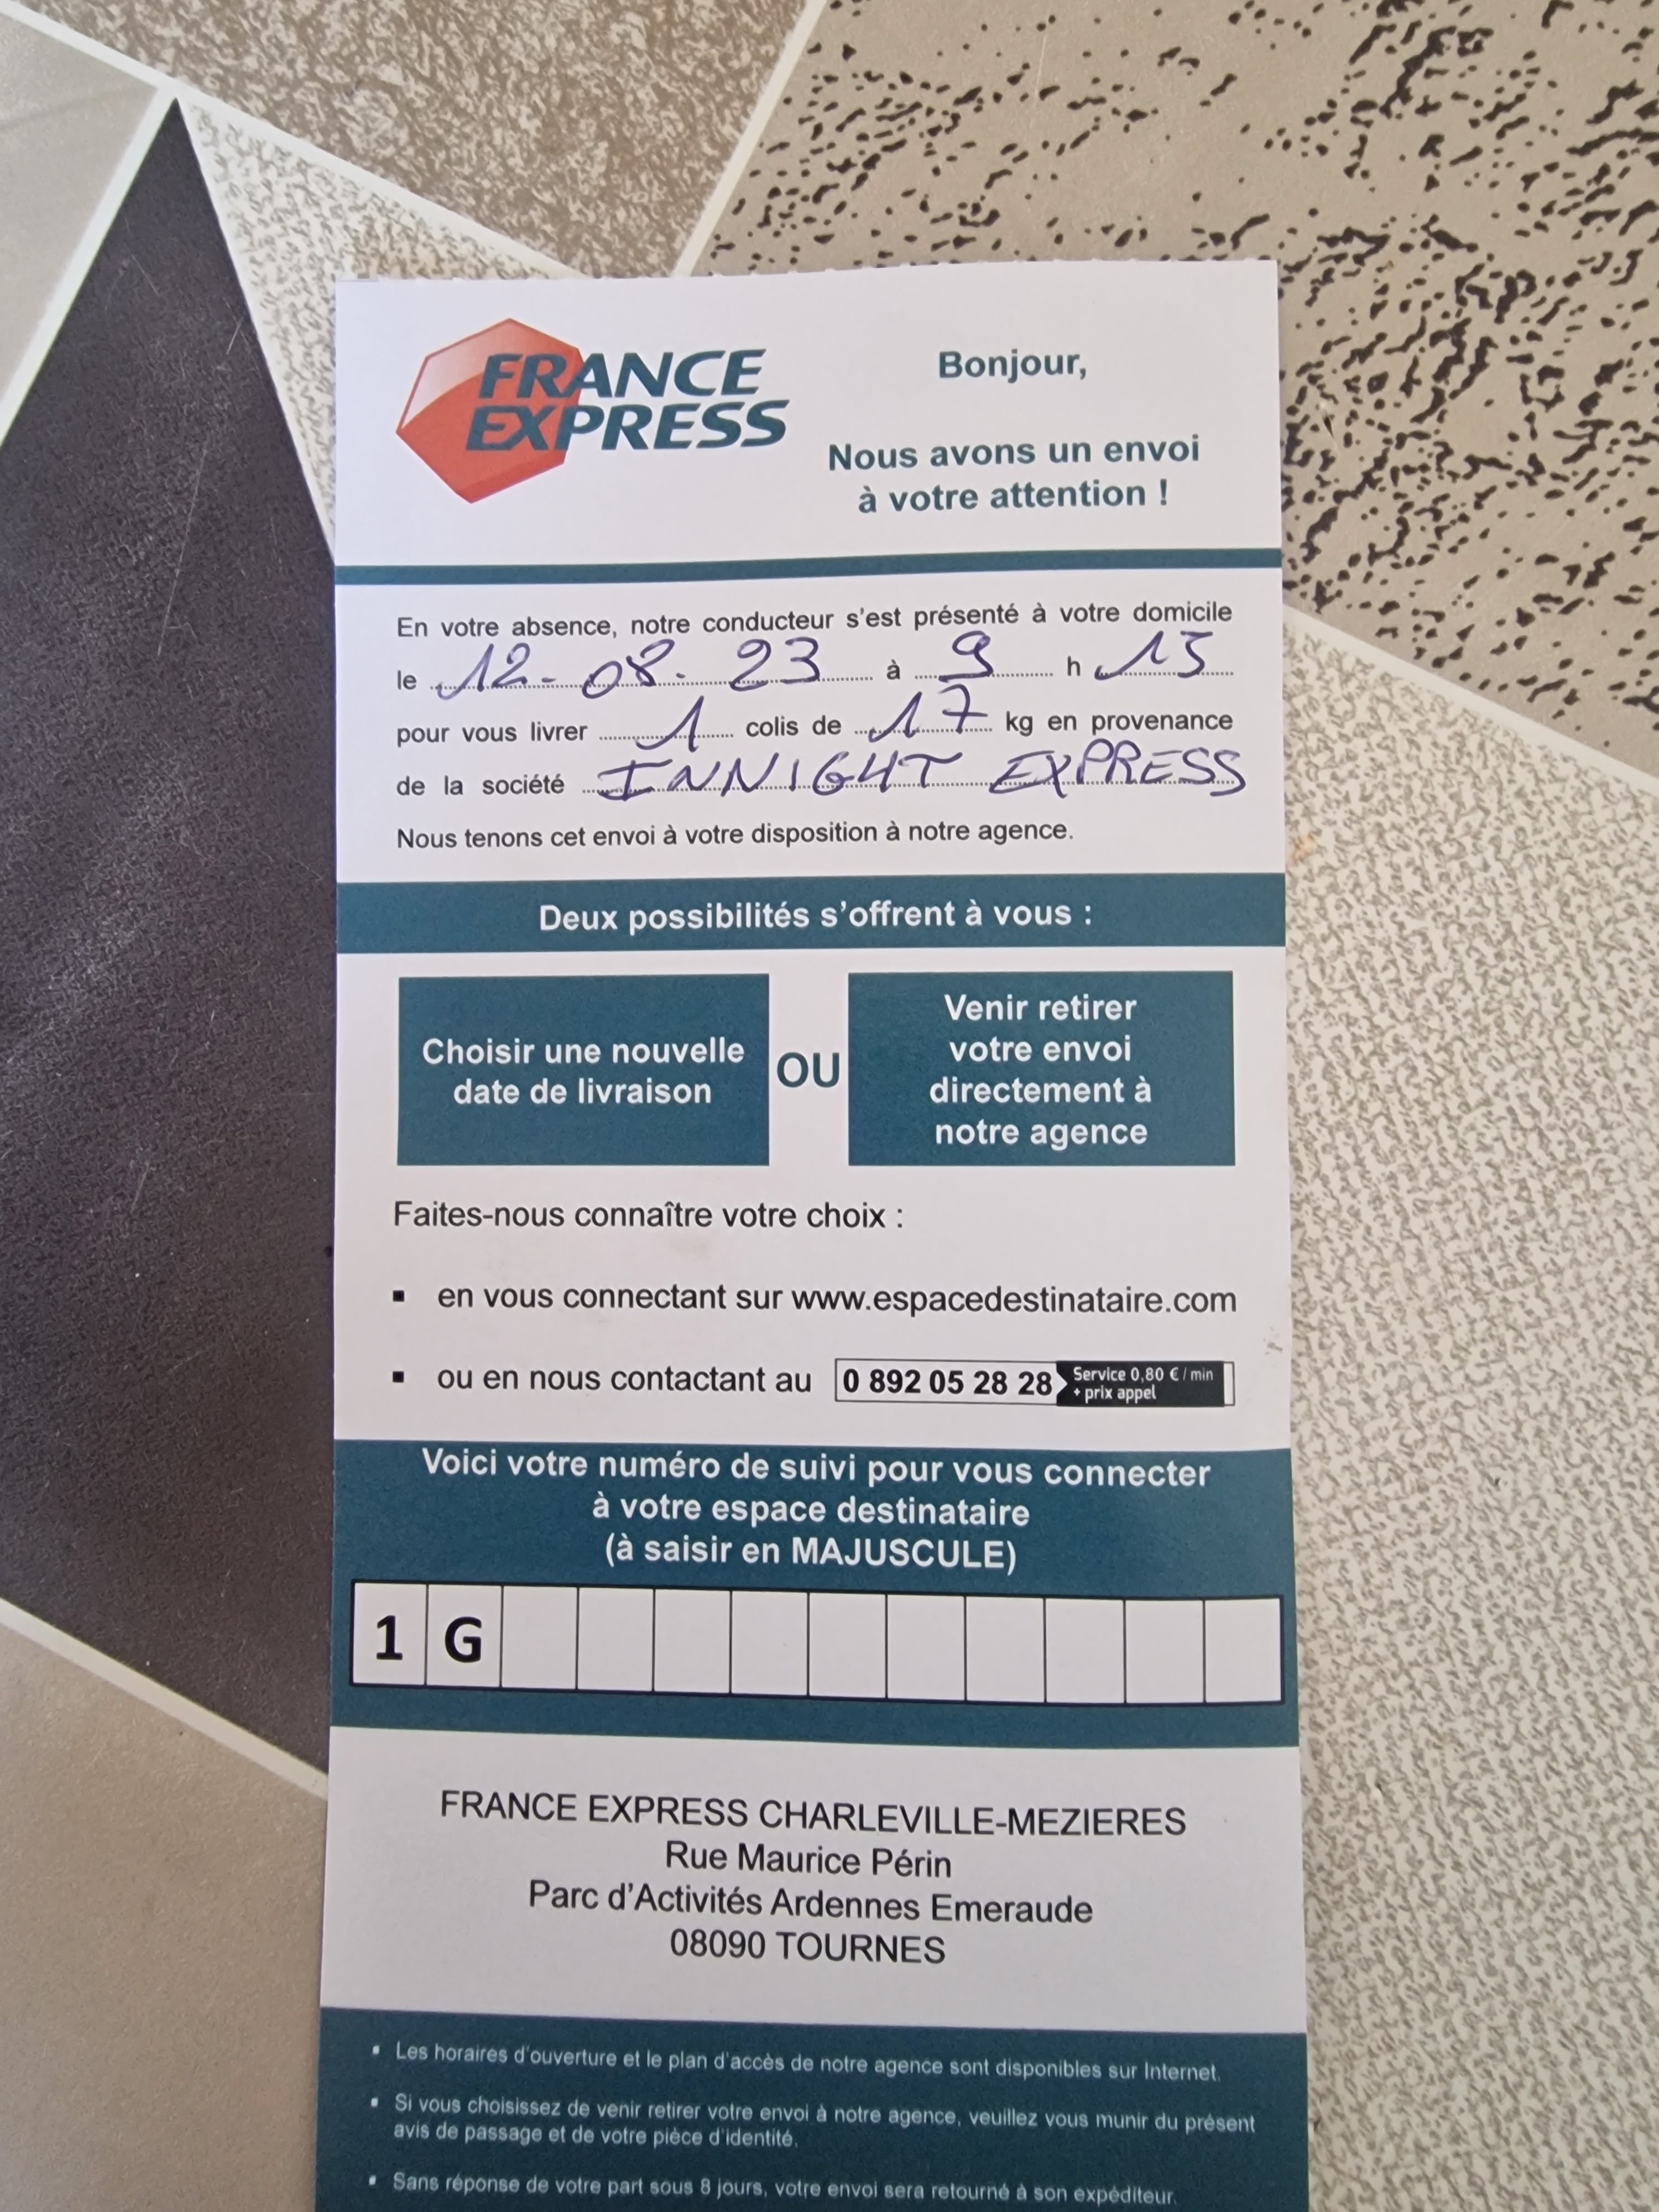 FRANCE
EXPRESS
Bonjour,
Nous avons un envoi
à votre attention !
En votre absence, notre conducteur s'est présenté à votre domicile
le 12-08-23 à 9 h 15
pour vous livrer 1 colis de 17 kg en provenance
de la société INNIGHT EXPRESS
Nous tenons cet envoi à votre disposition à notre agence.
Deux possibilités s'offrent à vous :
Choisir une nouvelle
date de livraison
OU
Venir retirer
votre envoi
directement à
notre agence
Faites-nous connaître votre choix :
▪ en vous connectant sur www.espacedestinataire.com
▪ ou en nous contactant au 0 892 05 28 28 Service 0,80 € / min
+ prix appel
Voici votre numéro de suivi pour vous connecter
à votre espace destinataire
(à saisir en MAJUSCULE)
1 G
FRANCE EXPRESS CHARLEVILLE-MEZIERES
Rue Maurice Périn
Parc d'Activités Ardennes Emeraude
08090 TOURNES
▪ Les horaires d'ouverture et le plan d'accès de notre agence sont disponibles sur Internet.
▪ Si vous choisissez de venir retirer votre envoi à notre agence, veuillez vous munir du présent
avis de passage et de votre pièce d'identité.
▪ Sans réponse de votre part sous 8 jours, votre envoi sera retourné à son expéditeur.